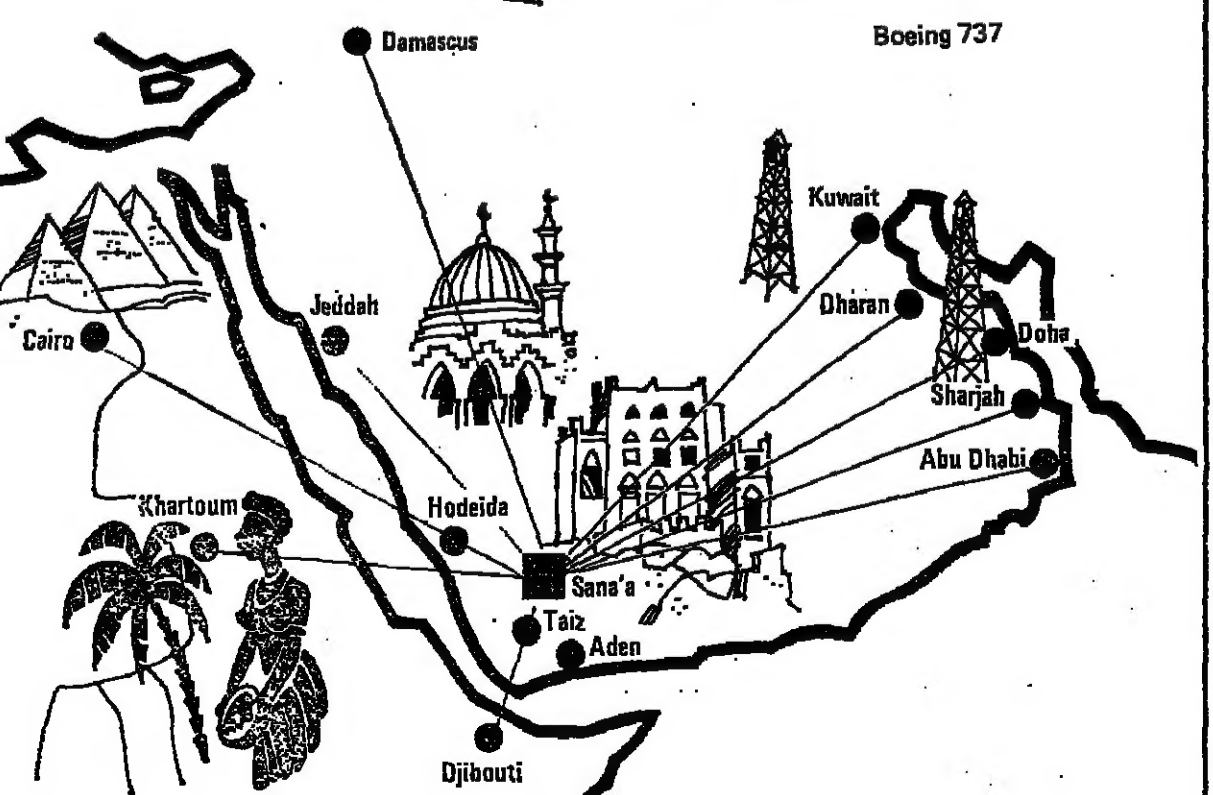 Damascus
Boeing 737
Kuwait
Jeddah
Dharan
Cairo
Doha
Sharjah
Abu Dhabi
Khartoum
Hodeida
Sana'a
Taiz
Aden
Djibouti